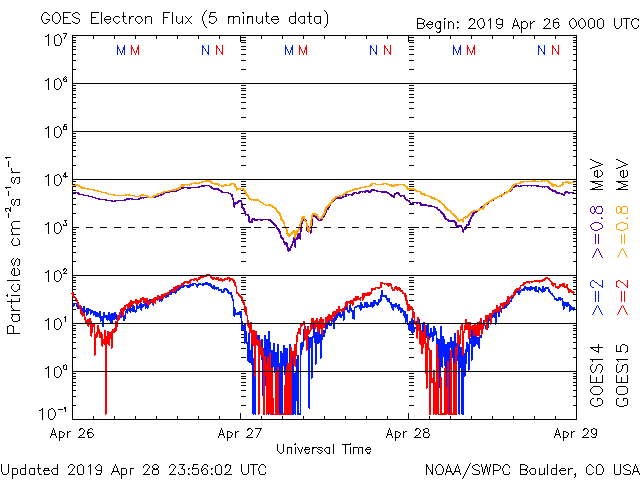 GOES Electron Flux (5 minute data)
Begin: 2019 Apr 26 0000 UTC
M M N N M M N N M M N N
10⁷
10⁶
10⁵
10⁴
10³
10²
10¹
10⁰
10⁻¹
Particles cm⁻²s⁻¹sr⁻¹
GOES14 >=2 >=0.8 MeV
GOES15 >=2 >=0.8 MeV
Apr 26 Apr 27 Apr 28 Apr 29
Universal Time
Updated 2019 Apr 28 23:56:02 UTC
NOAA/SWPC Boulder, CO USA